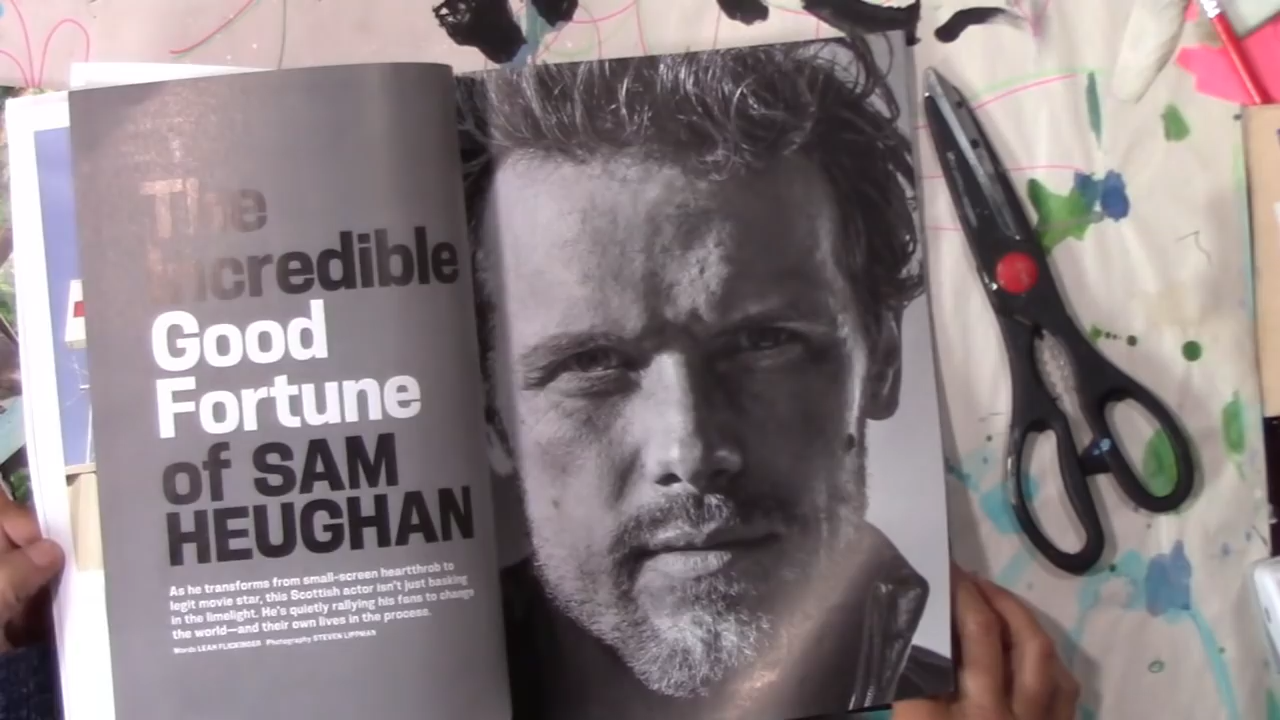 The
Incredible
Good
Fortune
of SAM
HEUGHAN
As he transforms from small-screen heartthrob to
legit movie star, this Scottish actor isn't just basking
in the limelight. He's quietly rallying his fans to change
the world—and their own lives in the process.
Words LEAH FLICKINGER Photography STEVEN LIPPMAN